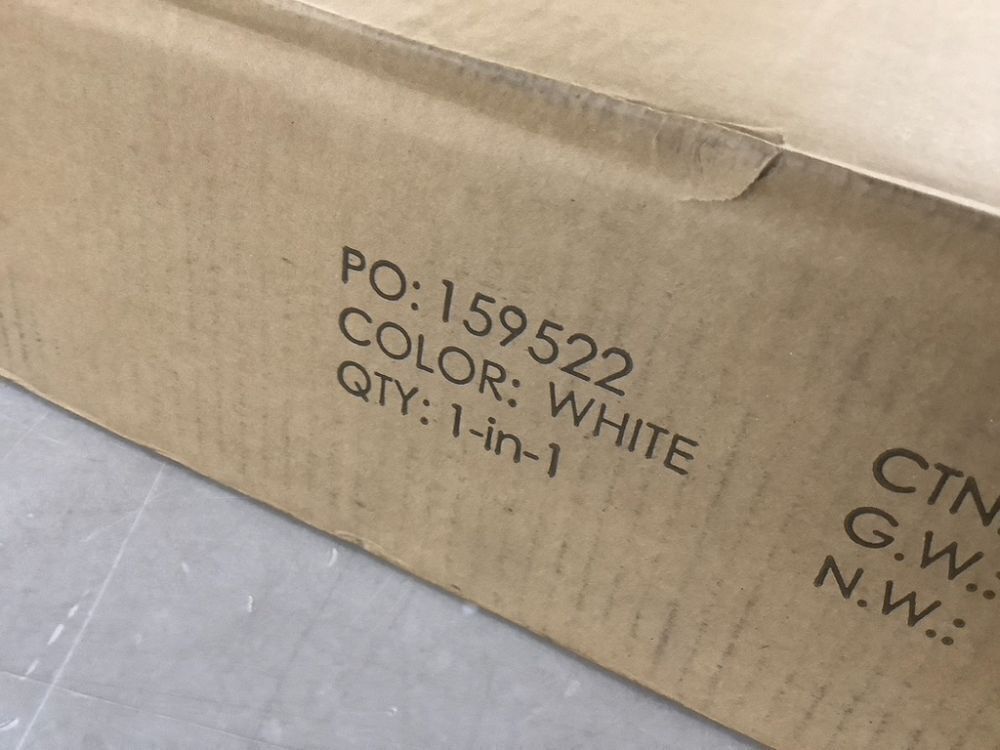 PO: 159522
COLOR: WHITE
QTY: 1-in-1
CTN
G.W.:
N.W.: